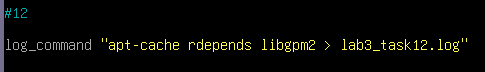 #12
log_command "apt-cache rdepends libgpm2 > lab3_task12.log"